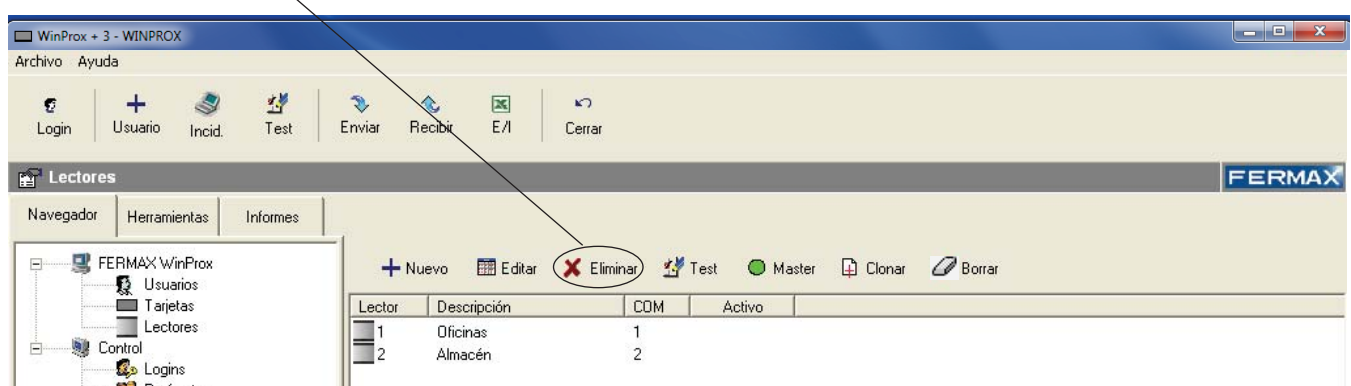 WinProx + 3 - WINPROX
Archivo Ayuda
Login Usuario Incid. Test Enviar Recibir E/I Cerrar
Lectores FERMAX
Navegador Herramientas Informes
FERMAX WinProx
Usuarios
Tarjetas
Lectores
Control
Logins
Nuevo Editar Eliminar Test Master Clonar Borrar
Lector Descripción COM Activo
1 Oficinas 1
2 Almacén 2